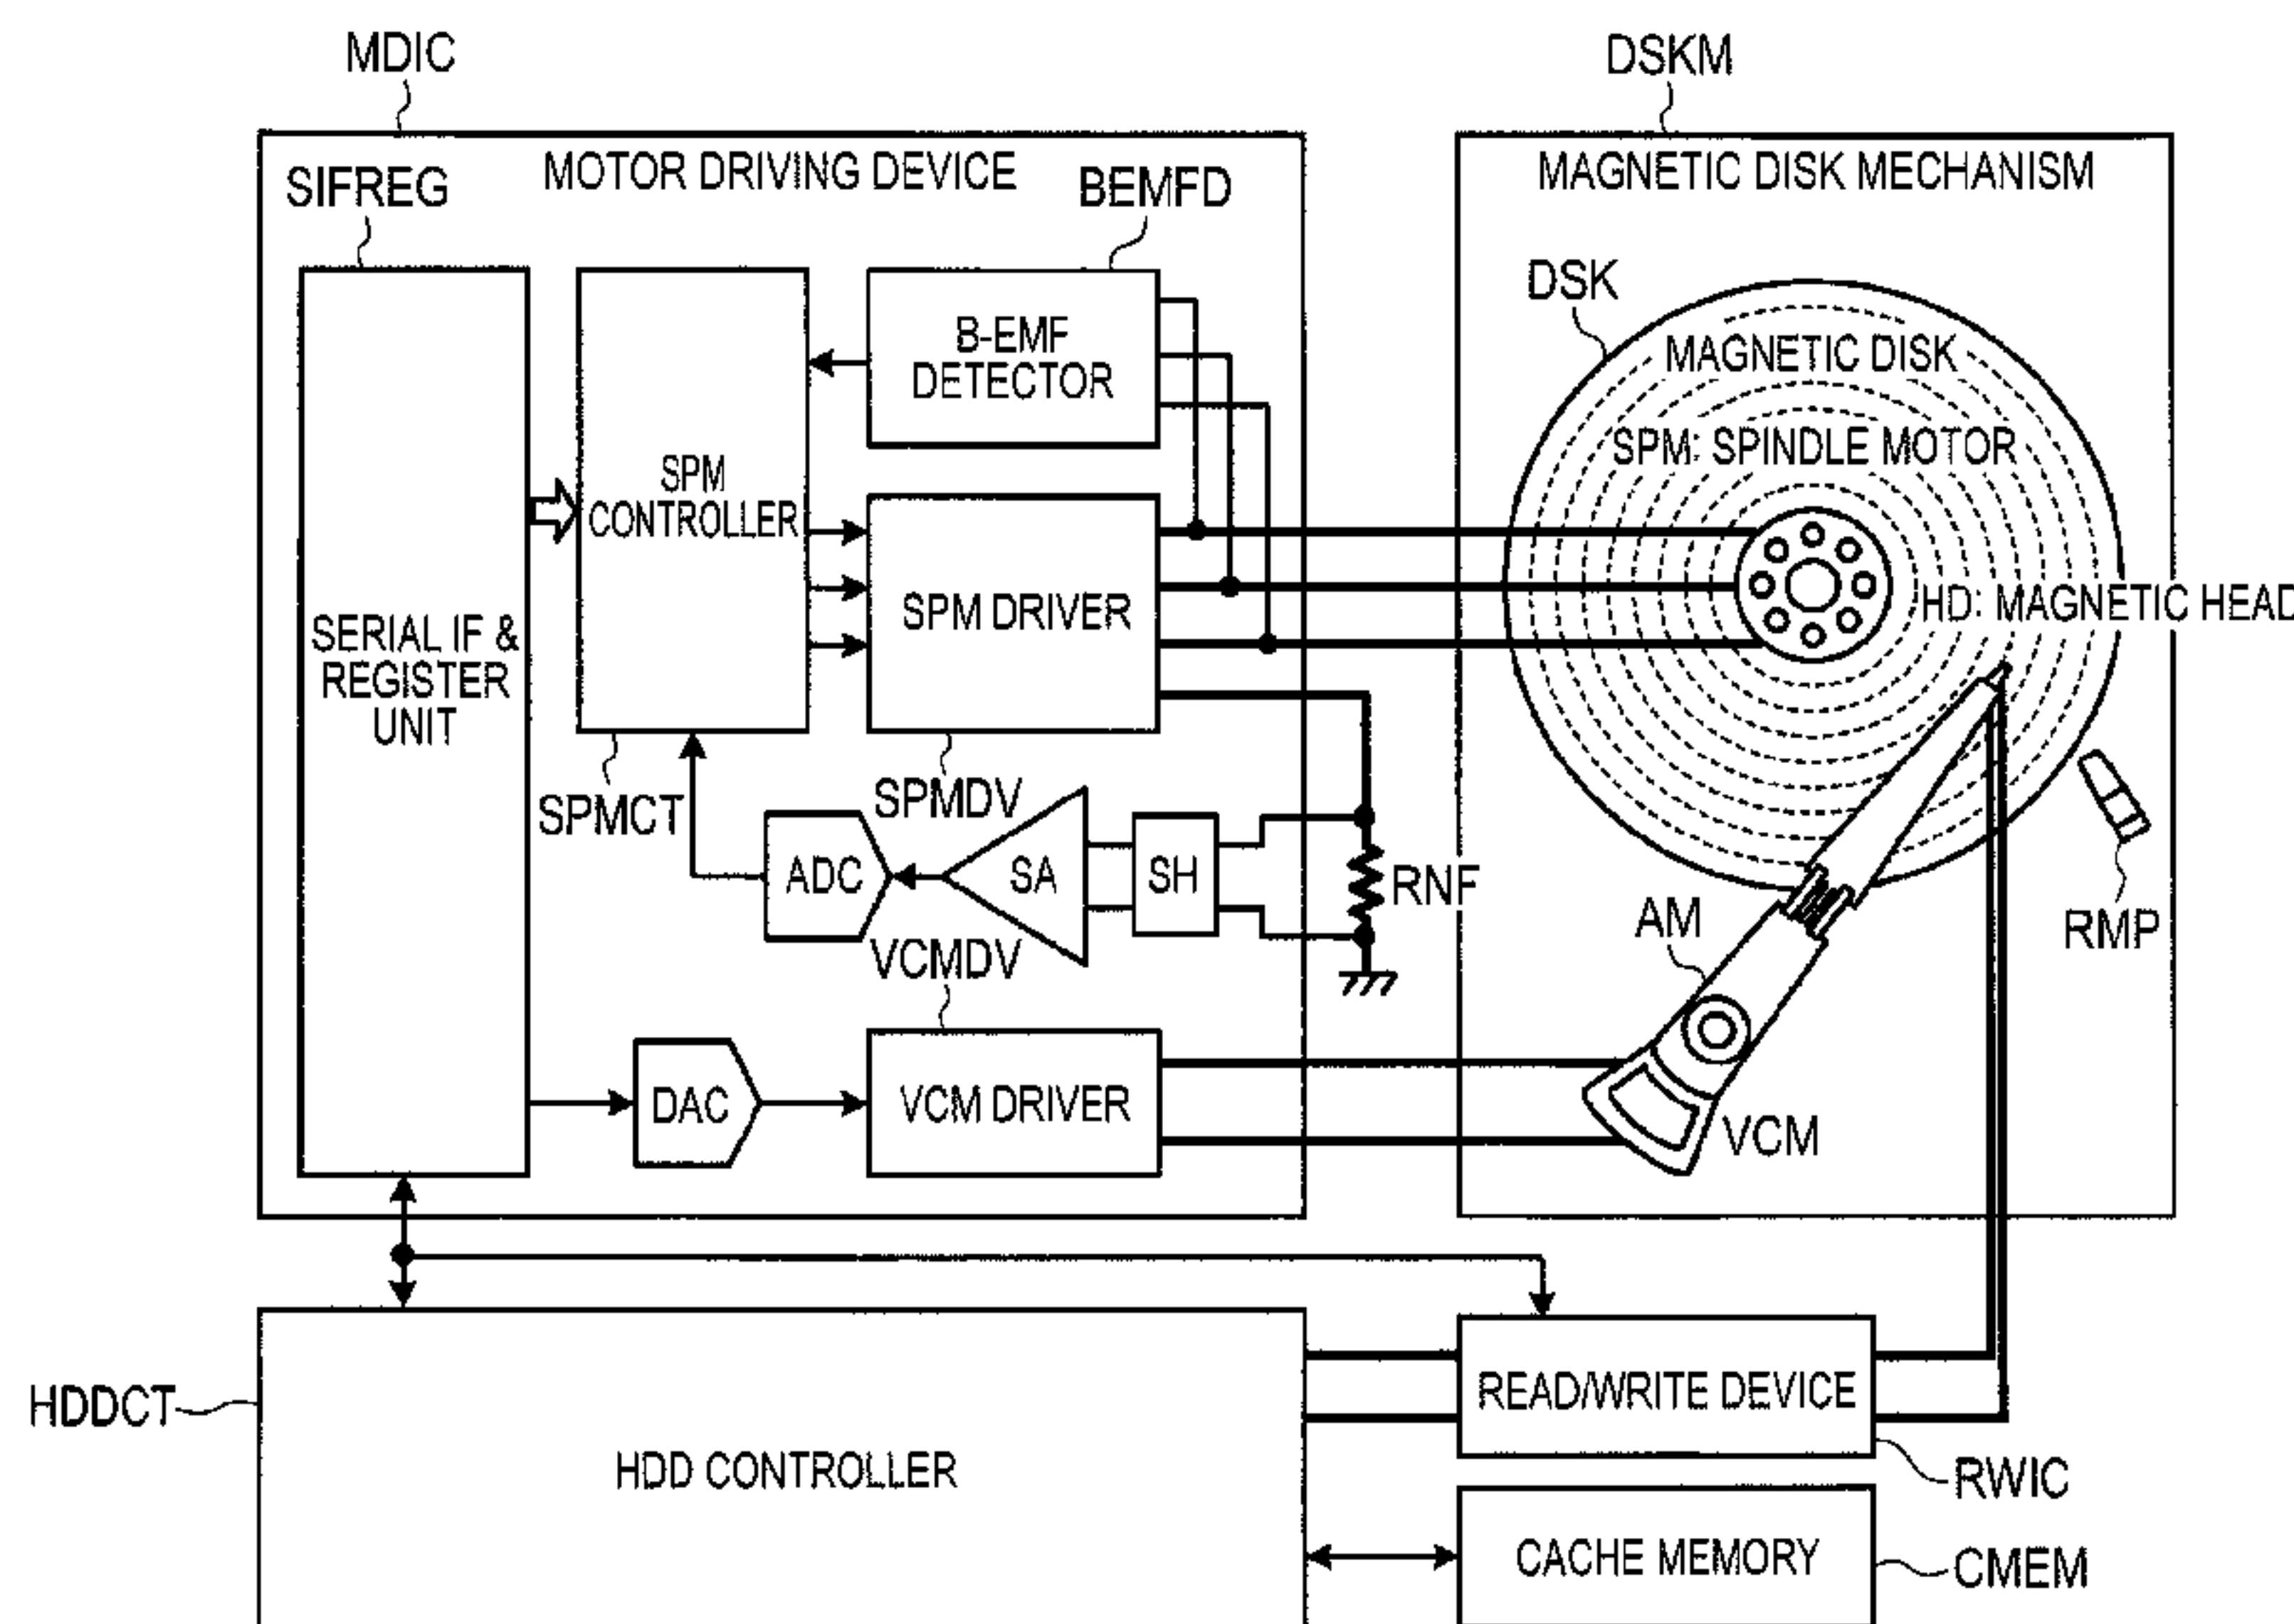 MDIC
DSKM
MOTOR DRIVING DEVICE
MAGNETIC DISK MECHANISM
SIFREG
BEMFD
DSK
B-EMF
DETECTOR
MAGNETIC DISK
SPM: SPINDLE MOTOR
SPM
CONTROLLER
SPM DRIVER
HD: MAGNETIC HEAD
SERIAL IF &
REGISTER
UNIT
SPMCT
SPMDV
ADC
SA
SH
RNF
AM
RMP
VCMDV
DAC
VCM DRIVER
VCM
HDDCT
HDD CONTROLLER
READ/WRITE DEVICE
RWIC
CACHE MEMORY
CMEM